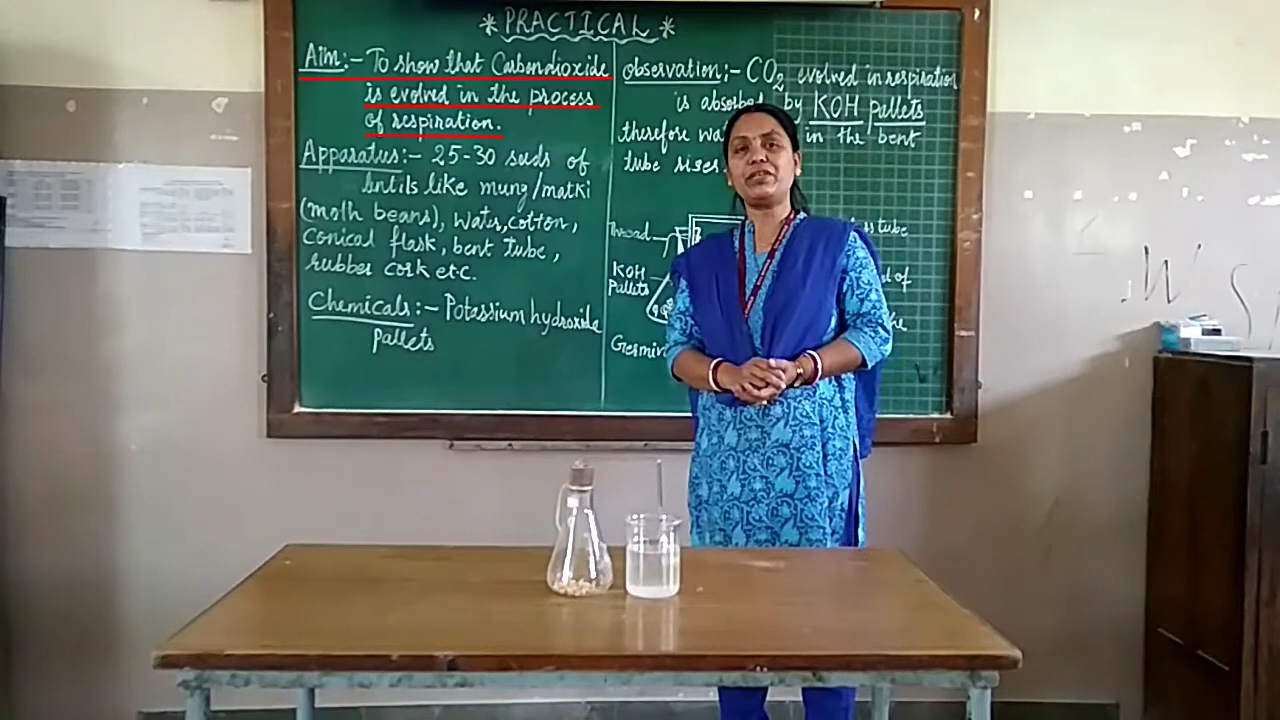 *PRACTICAL*
Aim:- To show that Carbondioxide
is evolved in the process
of respiration.
Apparatus:- 25-30 seeds of
lentils like mung/matki
(moth beans), water, cotton,
conical flask, bent tube,
rubber cork etc.
Chemicals:- Potassium hydroxide
pallets
observation:- CO₂ evolved in respiration
is absorbed by KOH pallets
therefore in the bent
tube rises
Thread
tube
KOH
Pallets
of